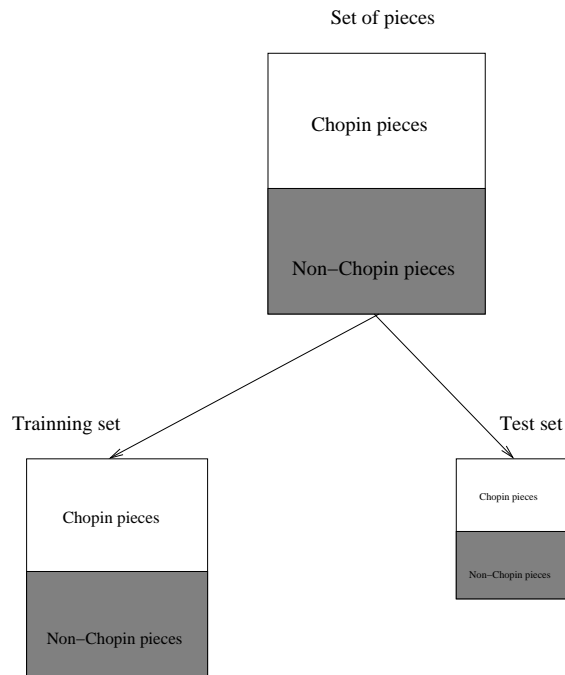 Set of pieces
Chopin pieces
Non−Chopin pieces
Trainning set
Test set
Chopin pieces
Chopin pieces
Non−Chopin pieces
Non−Chopin pieces